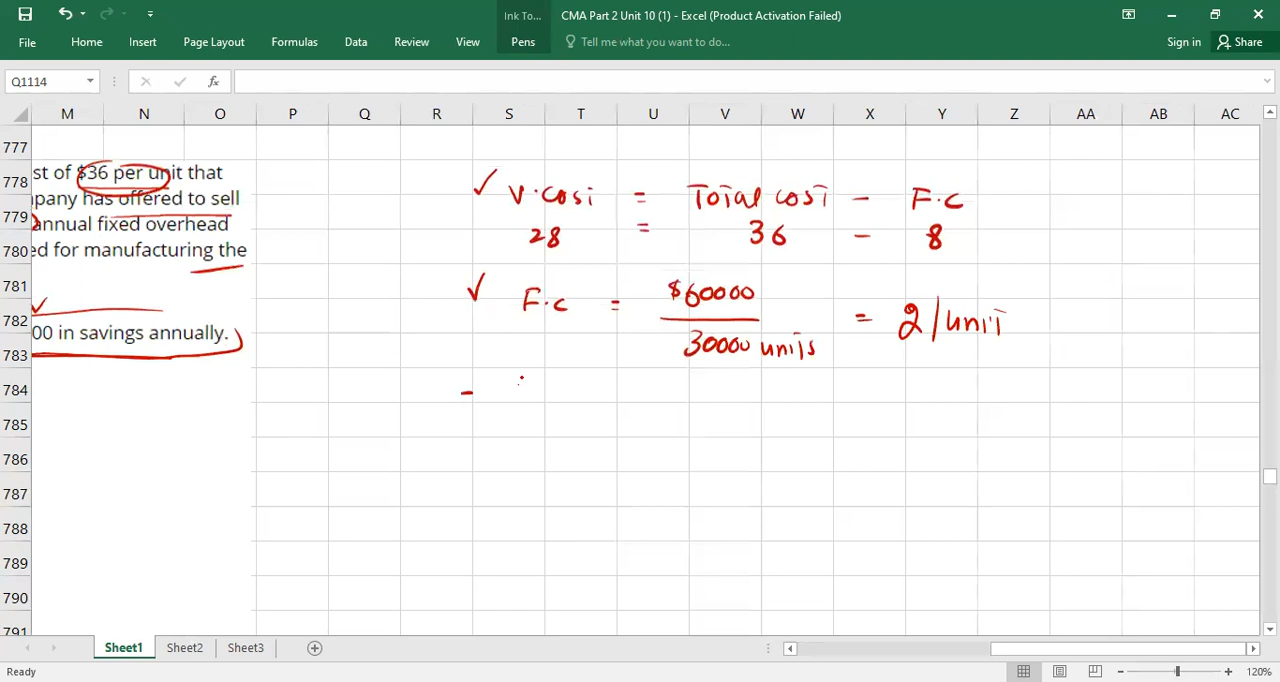 Ink To... CMA Part 2 Unit 10 (1) - Excel (Product Activation Failed)
File Home Insert Page Layout Formulas Data Review View Pens Tell me what you want to do... Sign in Share
Q1114 fx
M N O P Q R S T U V W X Y Z AA AB AC
777
st of $36 per unit that
778
V.cost = Total cost - F.c
pany has offered to sell
779
annual fixed overhead
28 = 36 - 8
780
ed for manufacturing the
781
F.c = $60000 / 30000 units = 2/unit
782
00 in savings annually.
783
784
-
785
786
787
788
789
790
791
Sheet1 Sheet2 Sheet3
Ready 120%